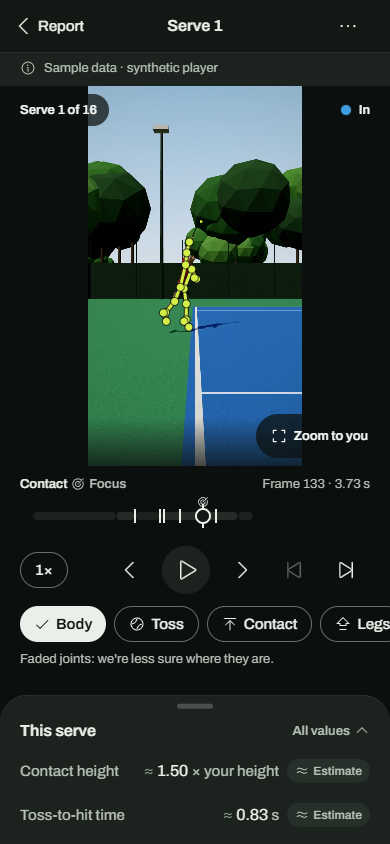 Report
Serve 1
Sample data · synthetic player
Serve 1 of 16
In
Zoom to you
Contact Focus
Frame 133 · 3.73 s
1×
Body
Toss
Contact
Legs
Faded joints: we're less sure where they are.
This serve
All values
Contact height
≈ 1.50 × your height
≈ Estimate
Toss-to-hit time
≈ 0.83 s
≈ Estimate